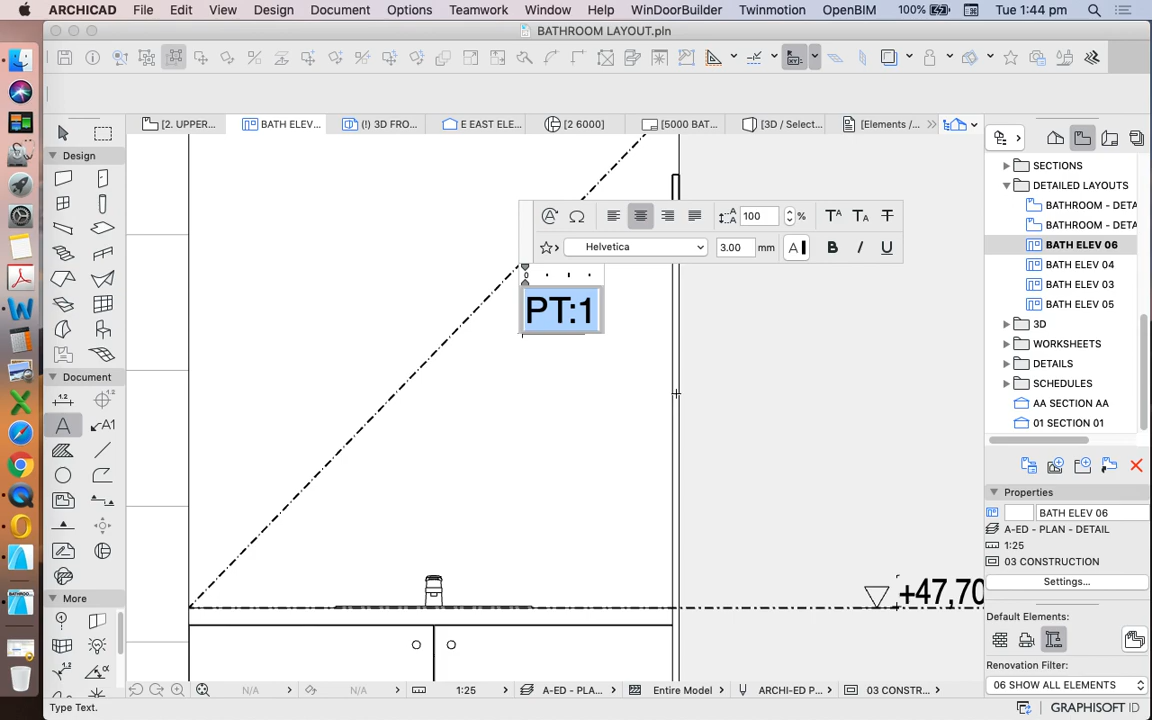 ARCHICAD File Edit View Design Document Options Teamwork Window Help WinDoorBuilder Twinmotion OpenBIM 100% Tue 1:44 pm
BATHROOM LAYOUT.pln
[2. UPPER... BATH ELEV... (!) 3D FRO... E EAST ELE... [2 6000] [5000 BAT... [3D / Select... [Elements /...
Design
Document
A1
More
Helvetica 100 %
3.00 mm
B I U
PT:1
+47,70
SECTIONS
DETAILED LAYOUTS
BATHROOM - DETA
BATHROOM - DETA
BATH ELEV 06
BATH ELEV 04
BATH ELEV 03
BATH ELEV 05
3D
WORKSHEETS
DETAILS
SCHEDULES
AA SECTION AA
01 SECTION 01
Properties
BATH ELEV 06
A-ED - PLAN - DETAIL
1:25
03 CONSTRUCTION
Settings...
Default Elements:
Renovation Filter:
06 SHOW ALL ELEMENTS
N/A N/A 1:25 A-ED - PLA... Entire Model ARCHI-ED P... 03 CONSTR...
Type Text.
GRAPHISOFT ID